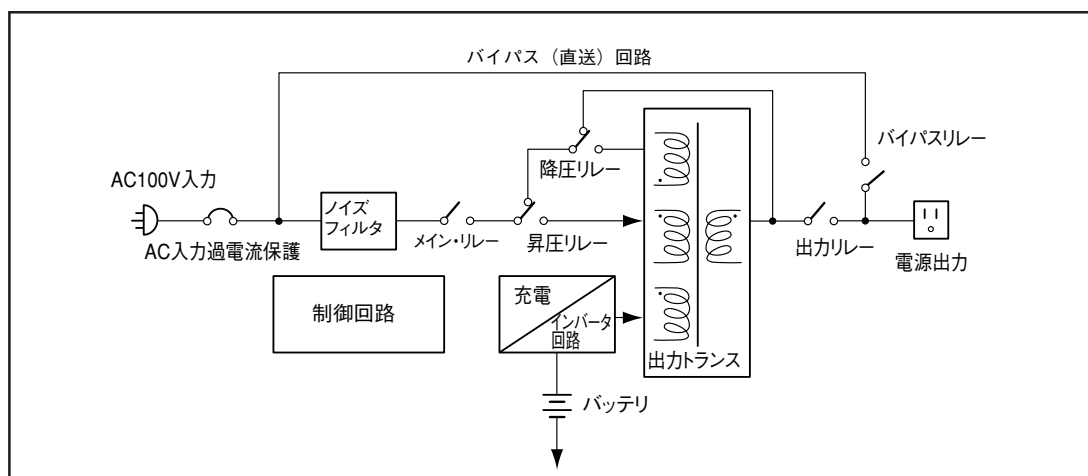 バイパス（直送）回路
バイパスリレー
降圧リレー
AC100V入力
ノイズ
フィルタ
メイン・リレー
昇圧リレー
出力リレー
AC入力過電流保護
電源出力
制御回路
充電
インバータ
回路
出力トランス
バッテリ